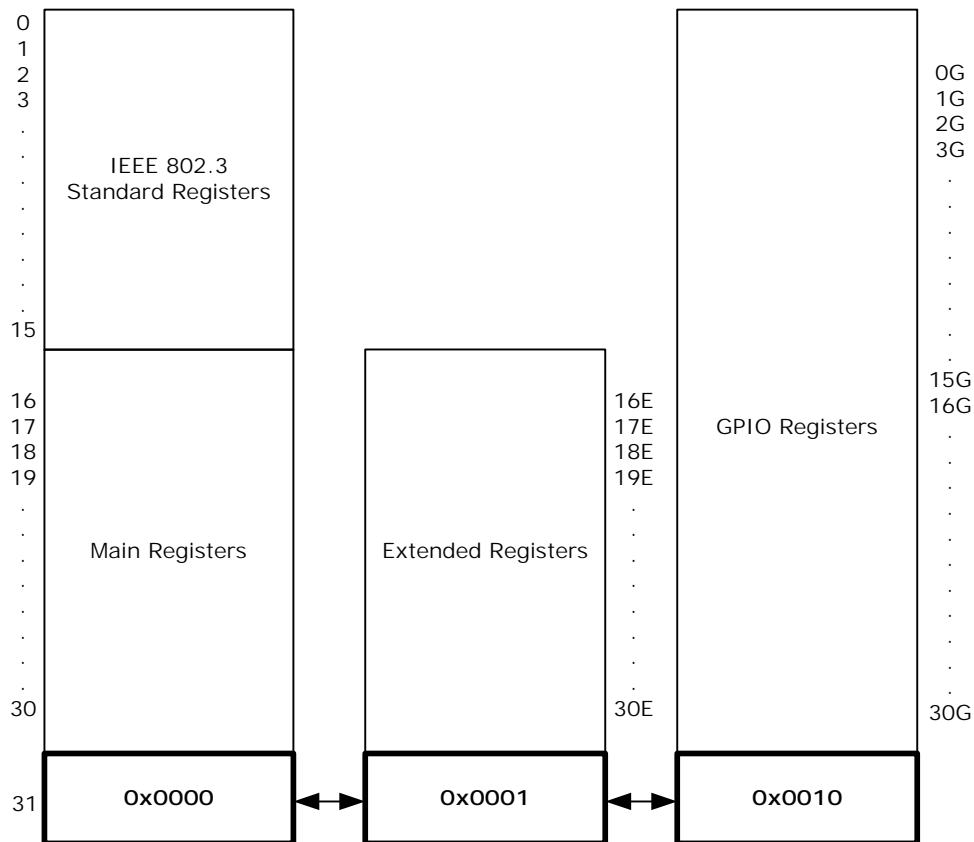 0
1
2
3
.
.
.
.
.
.
.
.
15
IEEE 802.3
Standard Registers
16
17
18
19
.
.
.
.
.
.
.
.
30
Main Registers
Extended Registers
16E
17E
18E
19E
.
.
.
.
.
.
.
.
30E
GPIO Registers
0G
1G
2G
3G
.
.
.
.
.
.
.
.
15G
16G
.
.
.
.
.
.
.
.
.
.
.
30G
31
0x0000
0x0001
0x0010